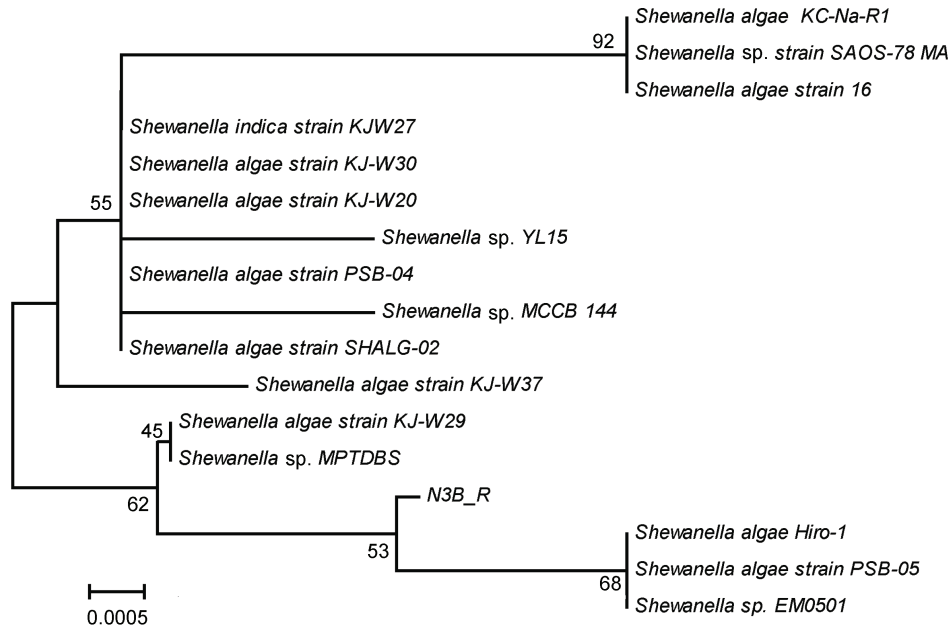 Shewanella algae KC-Na-R1
92
Shewanella sp. strain SAOS-78 MA
Shewanella algae strain 16
Shewanella indica strain KJW27
Shewanella algae strain KJ-W30
55
Shewanella algae strain KJ-W20
Shewanella sp. YL15
Shewanella algae strain PSB-04
Shewanella sp. MCCB 144
Shewanella algae strain SHALG-02
Shewanella algae strain KJ-W37
Shewanella algae strain KJ-W29
45
Shewanella sp. MPTDBS
62
N3B_R
Shewanella algae Hiro-1
53
Shewanella algae strain PSB-05
68
Shewanella sp. EM0501
0.0005